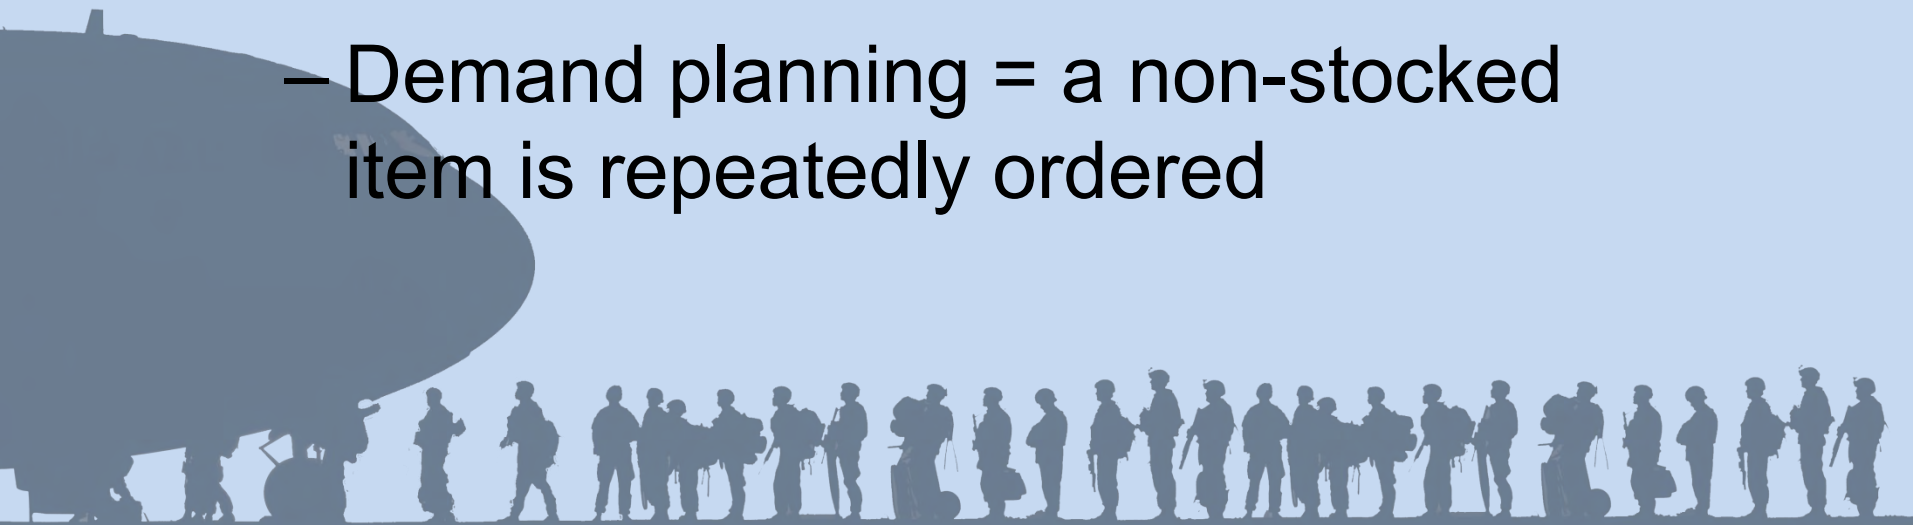 – Demand planning = a non-stocked
item is repeatedly ordered